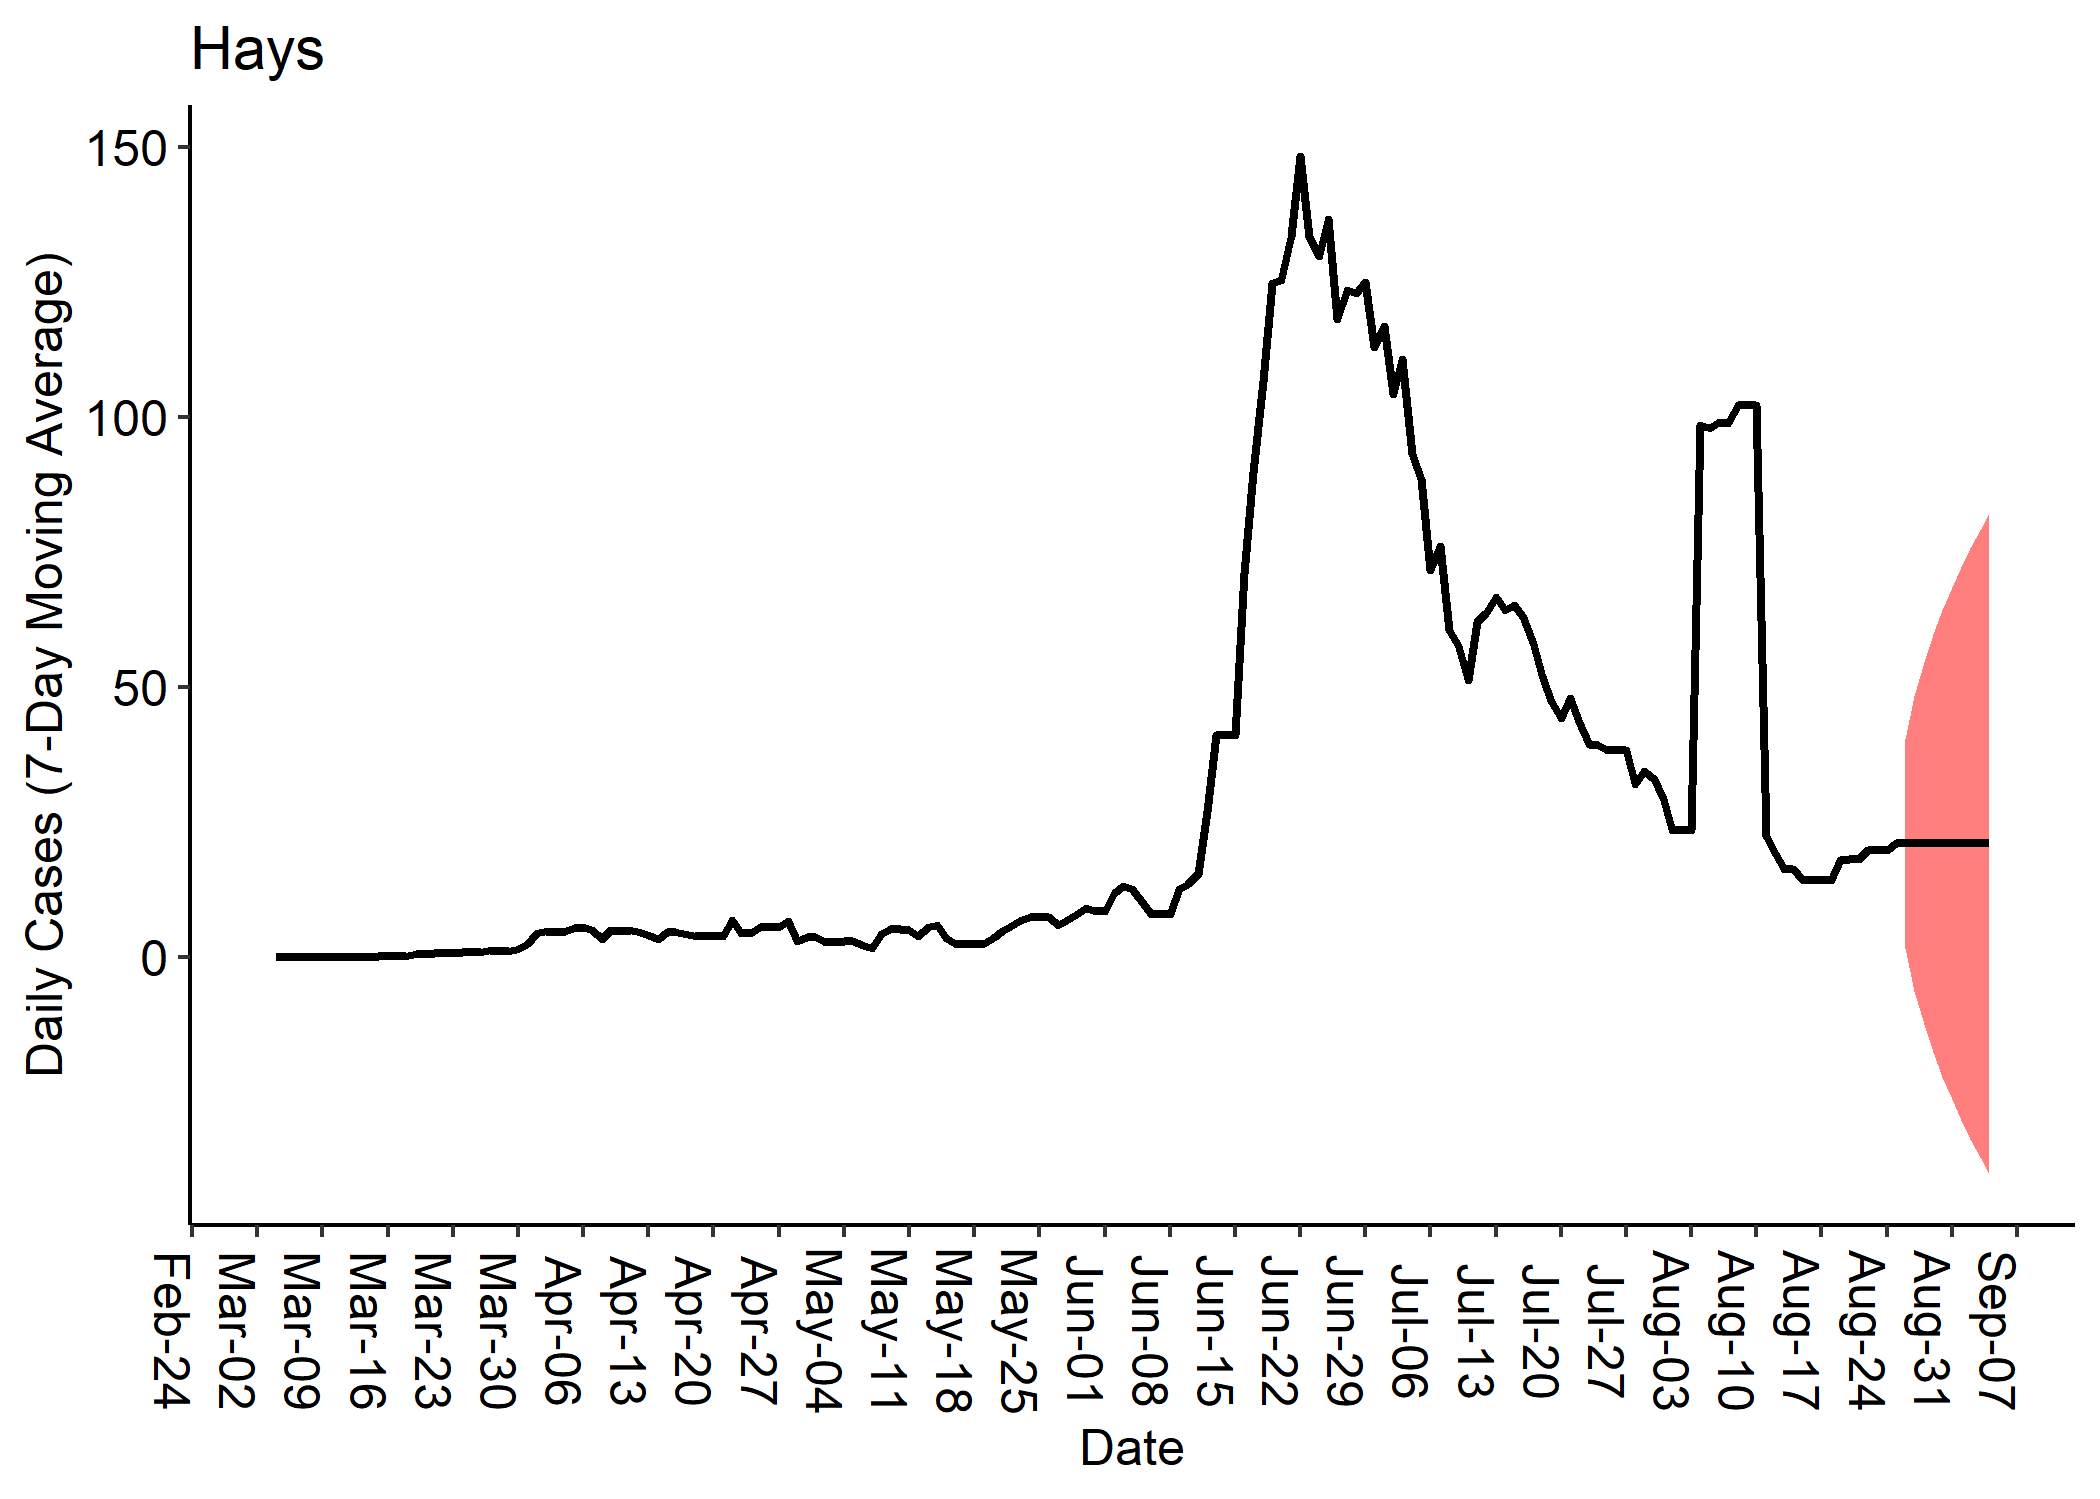 Hays
Daily Cases (7-Day Moving Average)
150
100
50
0
Feb-24
Mar-02
Mar-09
Mar-16
Mar-23
Mar-30
Apr-06
Apr-13
Apr-20
Apr-27
May-04
May-11
May-18
May-25
Jun-01
Jun-08
Jun-15
Jun-22
Jun-29
Jul-06
Jul-13
Jul-20
Jul-27
Aug-03
Aug-10
Aug-17
Aug-24
Aug-31
Sep-07
Date